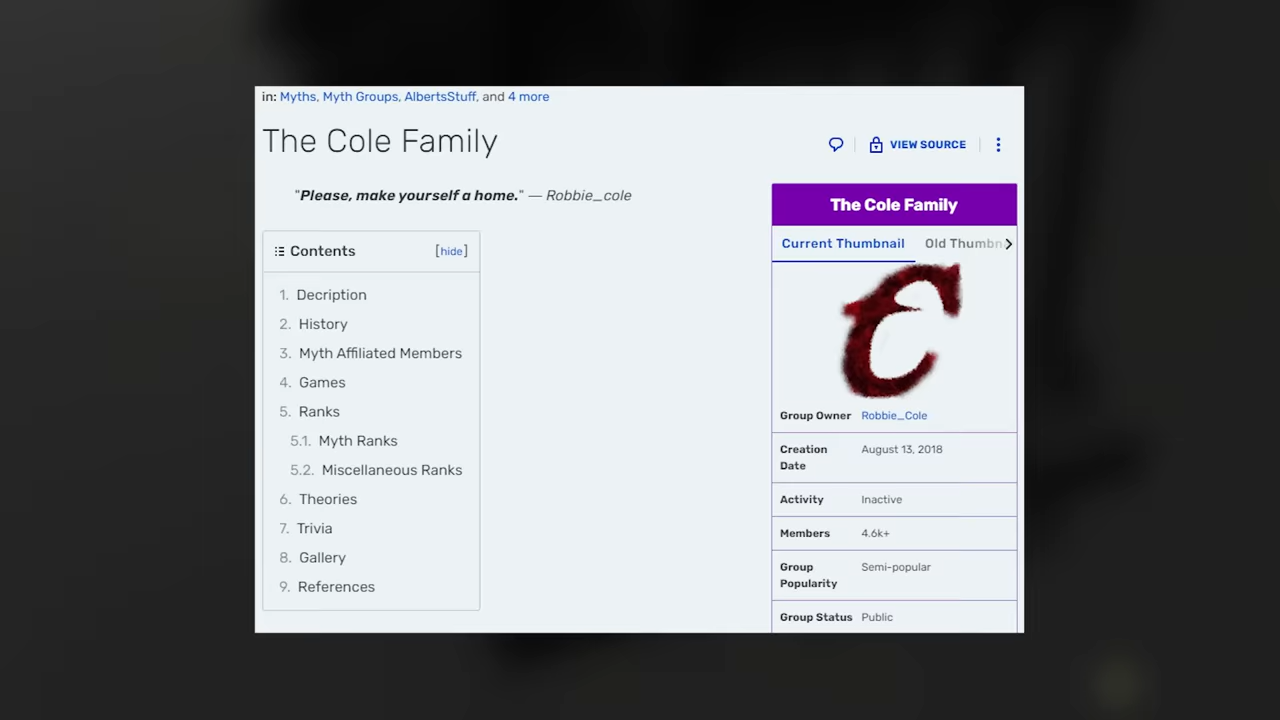 in: Myths, Myth Groups, AlbertsStuff, and 4 more
The Cole Family
VIEW SOURCE
"Please, make yourself a home." — Robbie_cole
Contents [hide]
1. Decription
2. History
3. Myth Affiliated Members
4. Games
5. Ranks
5.1. Myth Ranks
5.2. Miscellaneous Ranks
6. Theories
7. Trivia
8. Gallery
9. References
The Cole Family
Current Thumbnail Old Thumbn
C
Group Owner Robbie_Cole
Creation Date August 13, 2018
Activity Inactive
Members 4.6k+
Group Popularity Semi-popular
Group Status Public